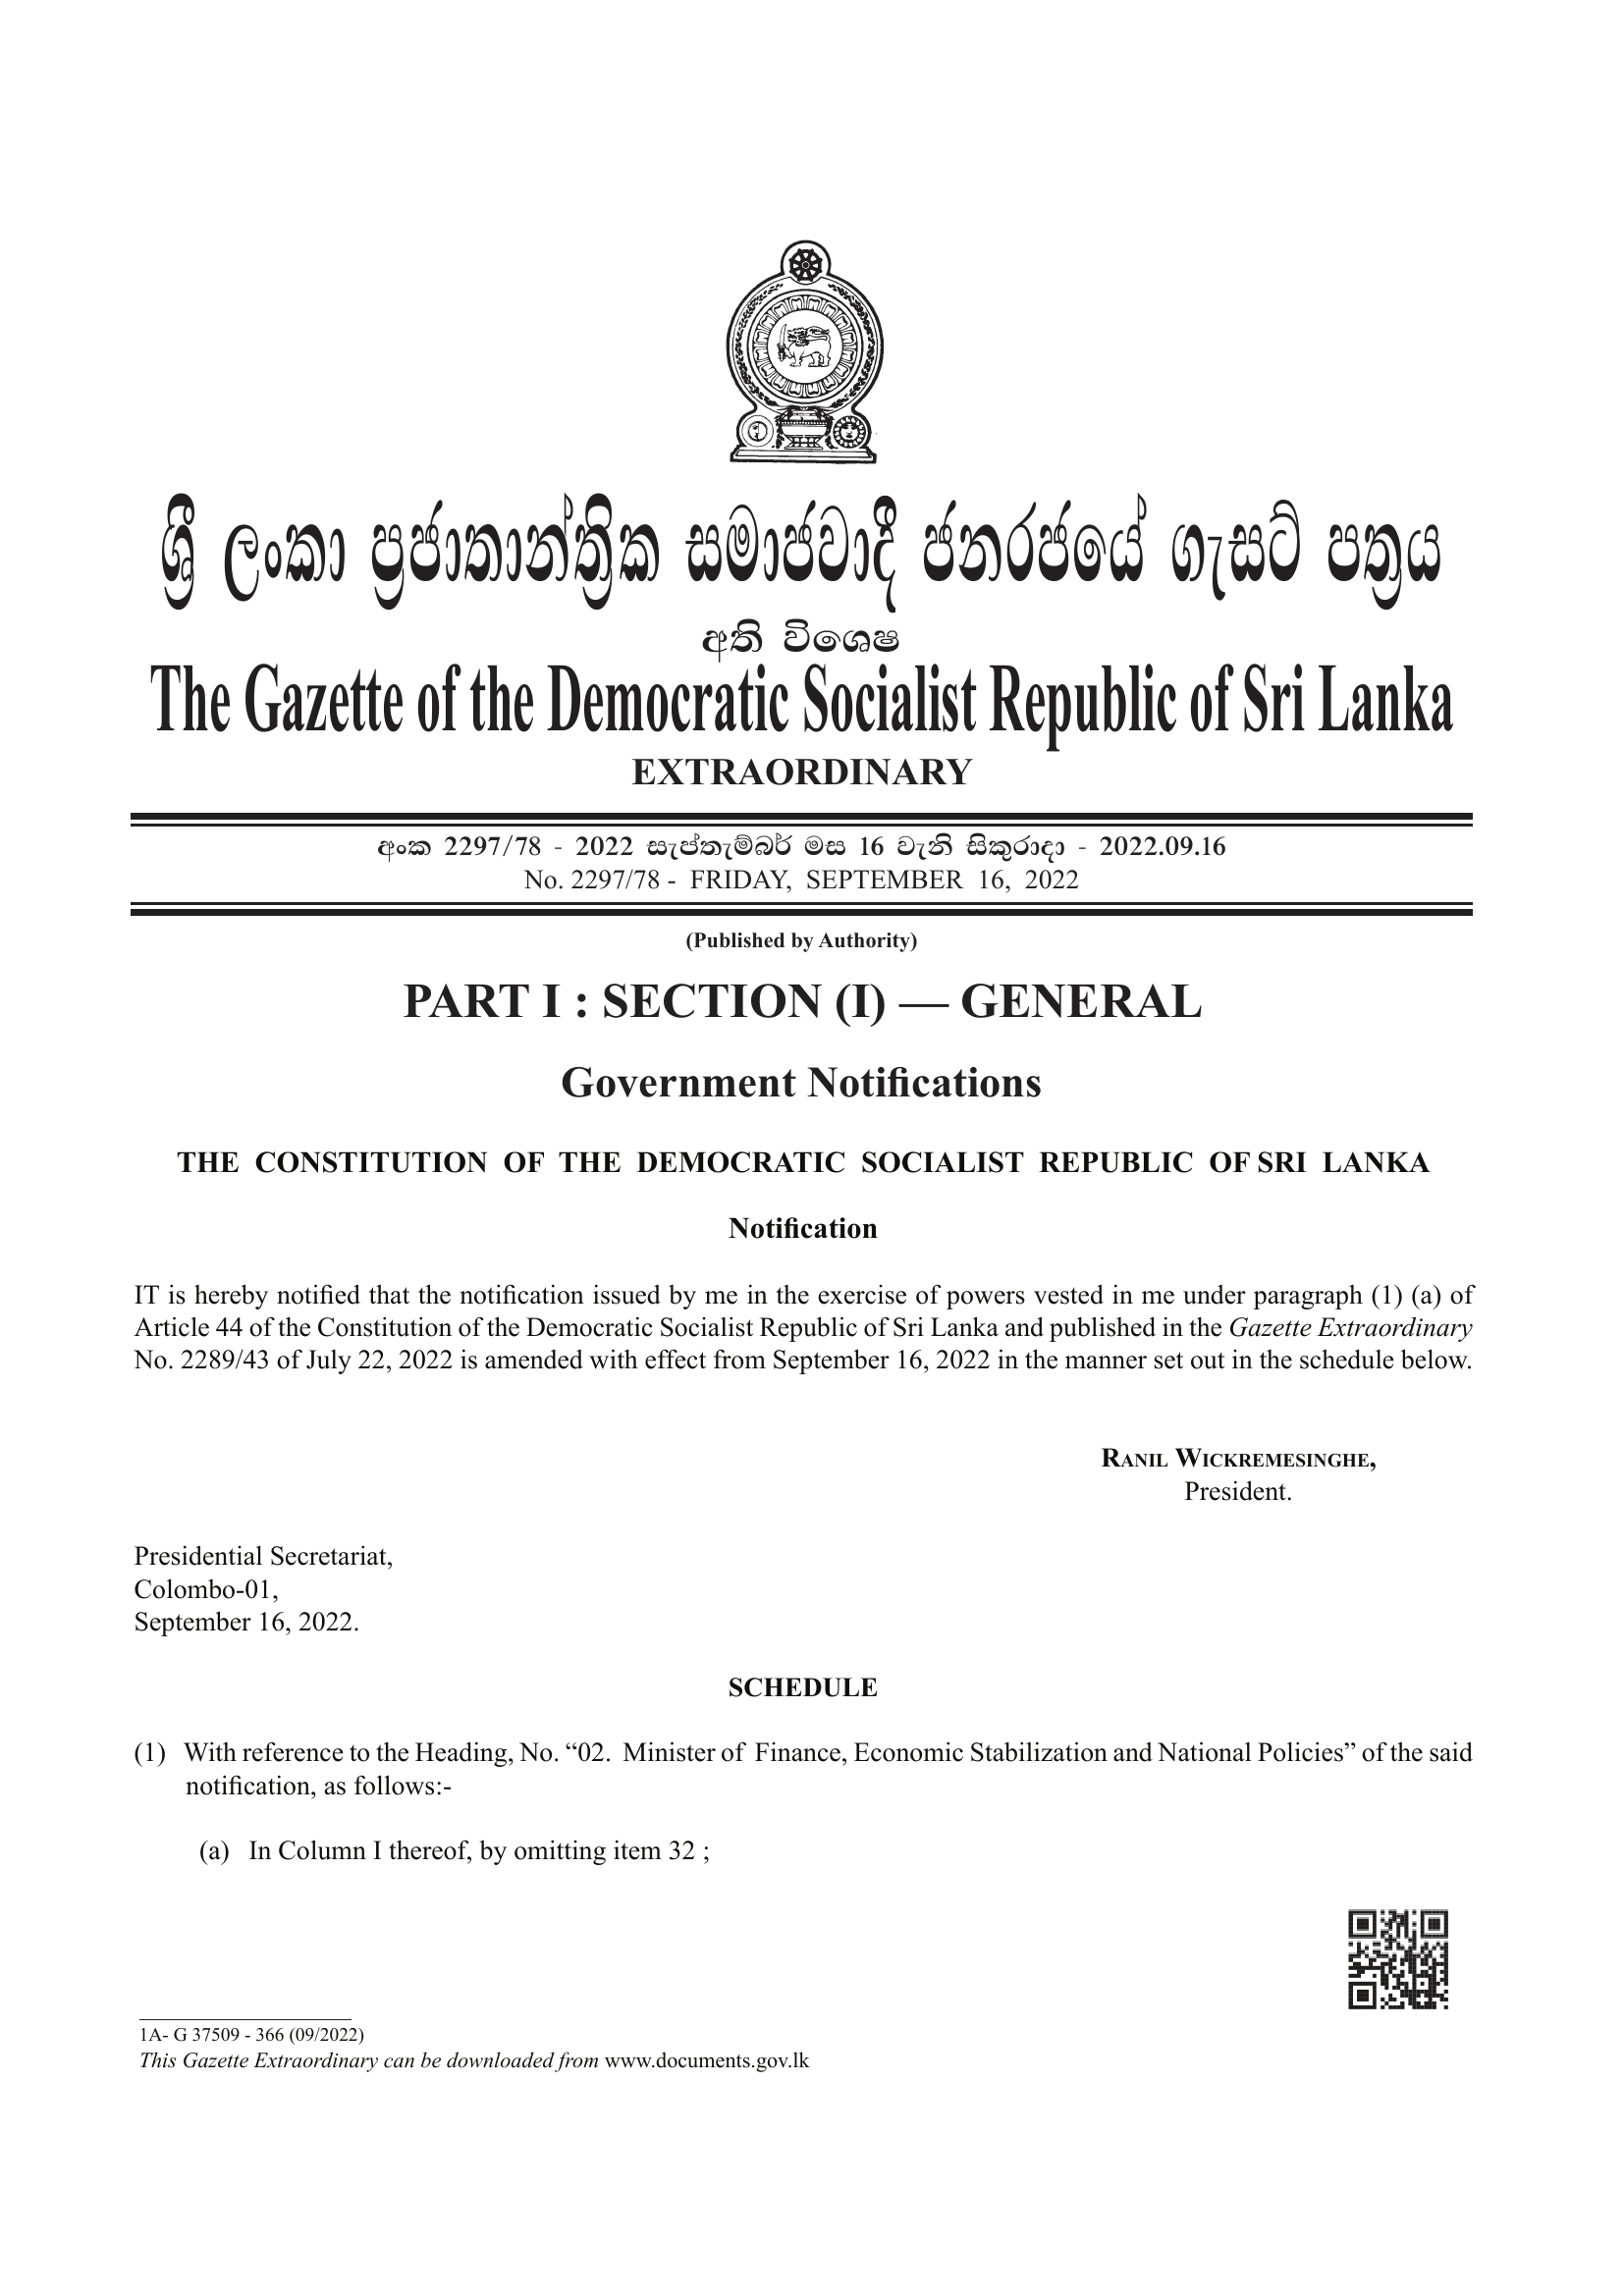 ශ්‍රී ලංකා ප්‍රජාතාන්ත්‍රික සමාජවාදී ජනරජයේ ගැසට් පත්‍රය
අති විශෙෂ
The Gazette of the Democratic Socialist Republic of Sri Lanka
EXTRAORDINARY
අංක 2297/78 - 2022 සැප්තැම්බර් මස 16 වැනි සිකුරාදා - 2022.09.16
No. 2297/78 - FRIDAY, SEPTEMBER 16, 2022
(Published by Authority)
PART I : SECTION (I) — GENERAL
Government Notifications
THE CONSTITUTION OF THE DEMOCRATIC SOCIALIST REPUBLIC OF SRI LANKA
Notification
IT is hereby notified that the notification issued by me in the exercise of powers vested in me under paragraph (1) (a) of
Article 44 of the Constitution of the Democratic Socialist Republic of Sri Lanka and published in the Gazette Extraordinary
No. 2289/43 of July 22, 2022 is amended with effect from September 16, 2022 in the manner set out in the schedule below.
RANIL WICKREMESINGHE,
President.
Presidential Secretariat,
Colombo-01,
September 16, 2022.
SCHEDULE
(1) With reference to the Heading, No. “02. Minister of Finance, Economic Stabilization and National Policies” of the said
notification, as follows:-
(a) In Column I thereof, by omitting item 32 ;
1A- G 37509 - 366 (09/2022)
This Gazette Extraordinary can be downloaded from www.documents.gov.lk